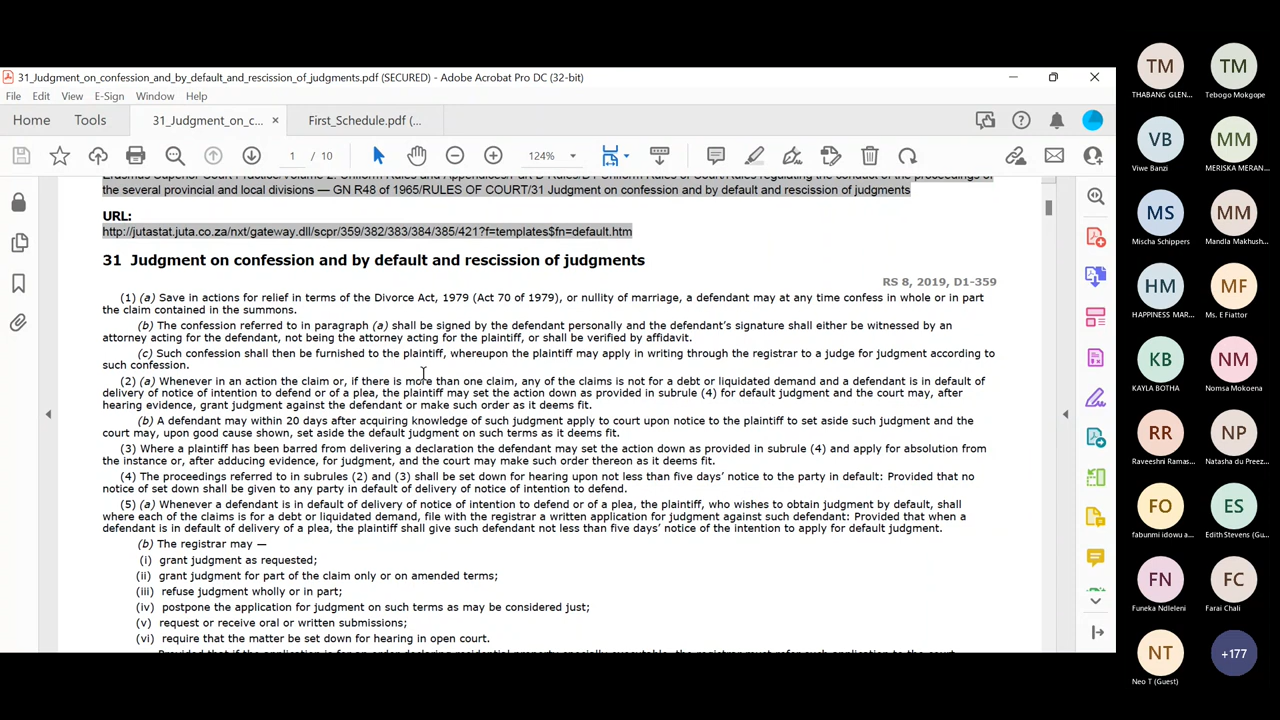 31_Judgment_on_confession_and_by_default_and_rescission_of_judgments.pdf (SECURED) - Adobe Acrobat Pro DC (32-bit)
File Edit View E-Sign Window Help
Home Tools 31_Judgment_on_c... × First_Schedule.pdf (...
1 / 10 124%
the several provincial and local divisions — GN R48 of 1965/RULES OF COURT/31 Judgment on confession and by default and rescission of judgments
URL:
http://jutastat.juta.co.za/nxt/gateway.dll/scpr/359/382/383/384/385/421?f=templates$fn=default.htm
31 Judgment on confession and by default and rescission of judgments
RS 8, 2019, D1-359
(1) (a) Save in actions for relief in terms of the Divorce Act, 1979 (Act 70 of 1979), or nullity of marriage, a defendant may at any time confess in whole or in part
the claim contained in the summons.
(b) The confession referred to in paragraph (a) shall be signed by the defendant personally and the defendant's signature shall either be witnessed by an
attorney acting for the defendant, not being the attorney acting for the plaintiff, or shall be verified by affidavit.
(c) Such confession shall then be furnished to the plaintiff, whereupon the plaintiff may apply in writing through the registrar to a judge for judgment according to
such confession.
(2) (a) Whenever in an action the claim or, if there is more than one claim, any of the claims is not for a debt or liquidated demand and a defendant is in default of
delivery of notice of intention to defend or of a plea, the plaintiff may set the action down as provided in subrule (4) for default judgment and the court may, after
hearing evidence, grant judgment against the defendant or make such order as it deems fit.
(b) A defendant may within 20 days after acquiring knowledge of such judgment apply to court upon notice to the plaintiff to set aside such judgment and the
court may, upon good cause shown, set aside the default judgment on such terms as it deems fit.
(3) Where a plaintiff has been barred from delivering a declaration the defendant may set the action down as provided in subrule (4) and apply for absolution from
the instance or, after adducing evidence, for judgment, and the court may make such order thereon as it deems fit.
(4) The proceedings referred to in subrules (2) and (3) shall be set down for hearing upon not less than five days' notice to the party in default: Provided that no
notice of set down shall be given to any party in default of delivery of notice of intention to defend.
(5) (a) Whenever a defendant is in default of delivery of notice of intention to defend or of a plea, the plaintiff, who wishes to obtain judgment by default, shall
where each of the claims is for a debt or liquidated demand, file with the registrar a written application for judgment against such defendant: Provided that when a
defendant is in default of delivery of a plea, the plaintiff shall give such defendant not less than five days' notice of the intention to apply for default judgment.
(b) The registrar may —
(i) grant judgment as requested;
(ii) grant judgment for part of the claim only or on amended terms;
(iii) refuse judgment wholly or in part;
(iv) postpone the application for judgment on such terms as may be considered just;
(v) request or receive oral or written submissions;
(vi) require that the matter be set down for hearing in open court.
TM TM
THABANG GLEN... Tebogo Mokgope
VB MM
Viwe Banzi MERISKA MERAN...
MS MM
Mischa Schippers Mandla Makhush...
HM MF
HAPPINESS MAR... Ms. E Fiattor
KB NM
KAYLA BOTHA Nomsa Mokoena
RR NP
Raveeshni Ramas... Natasha du Preez...
FO ES
fabunmi idowu a... Edith Stevens (Gu...
FN FC
Funeka Ndleleni Farai Chali
NT +177
Neo T (Guest)